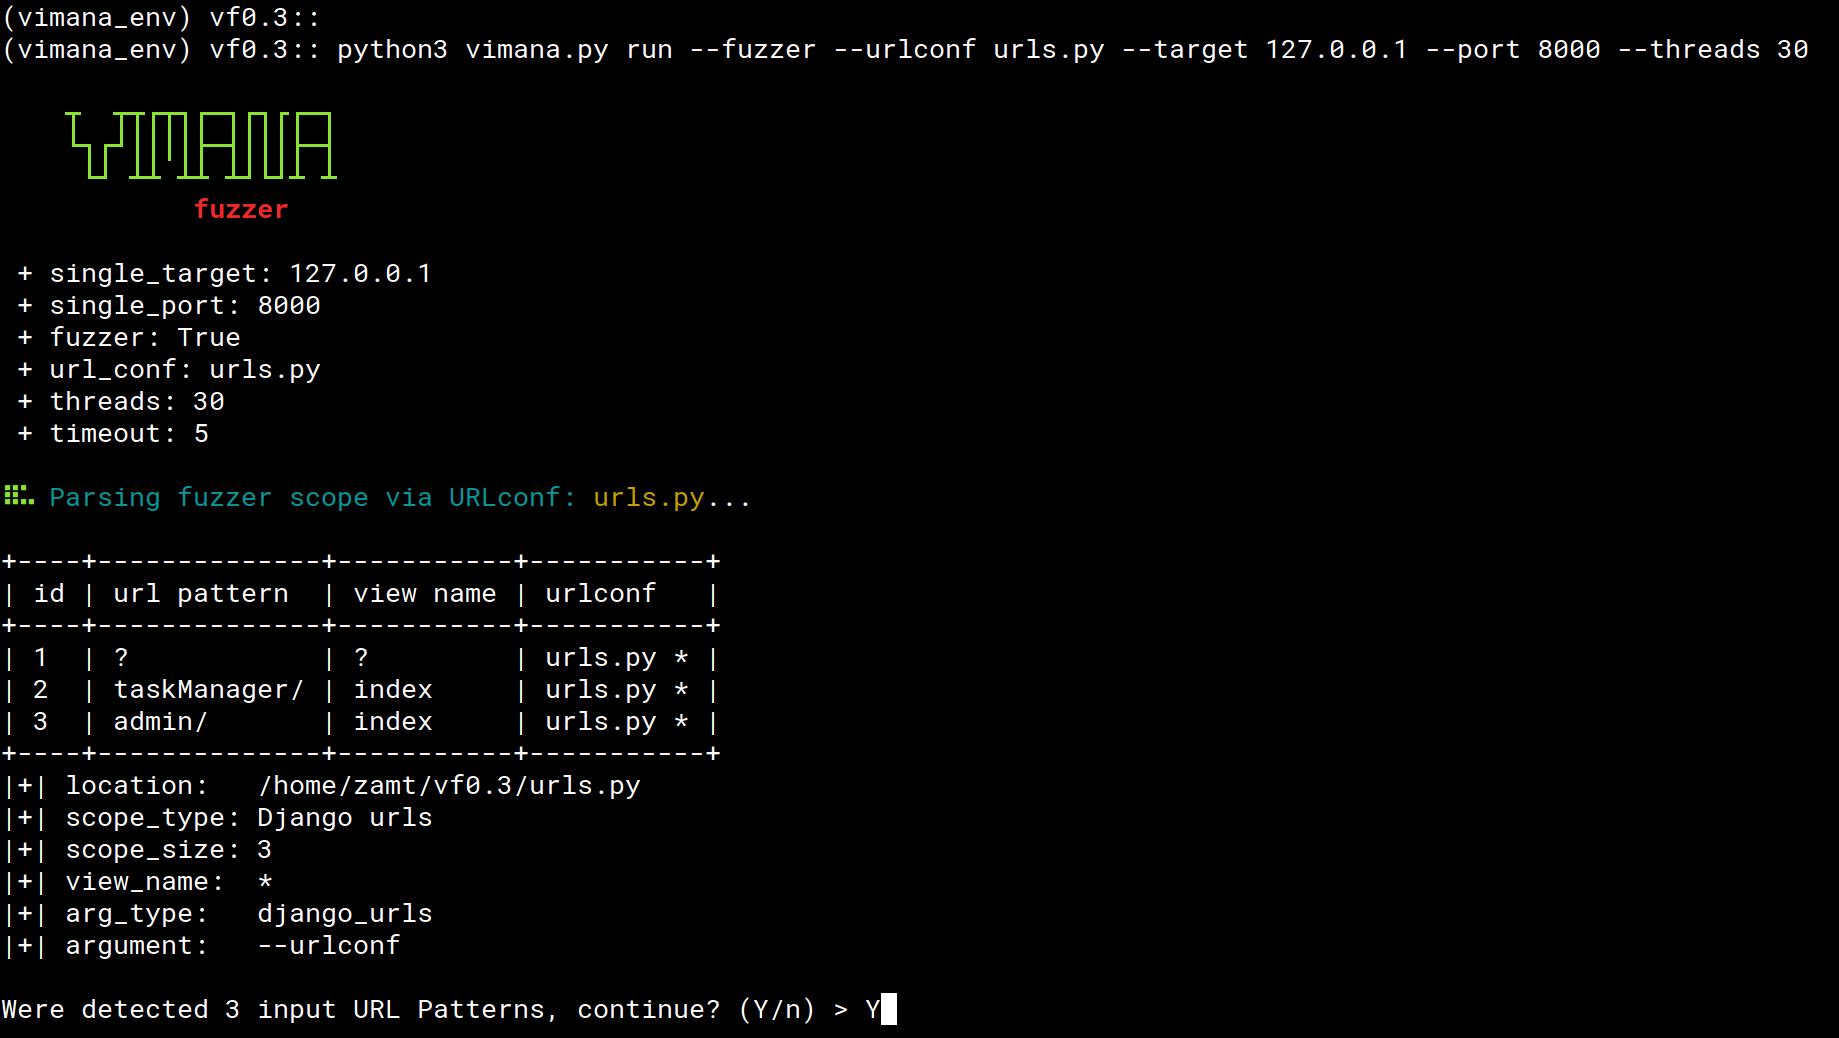 (vimana_env) vf0.3::
(vimana_env) vf0.3:: python3 vimana.py run --fuzzer --urlconf urls.py --target 127.0.0.1 --port 8000 --threads 30
VIMANA
fuzzer
+ single_target: 127.0.0.1
+ single_port: 8000
+ fuzzer: True
+ url_conf: urls.py
+ threads: 30
+ timeout: 5
Parsing fuzzer scope via URLconf: urls.py...
+----+--------------+-----------+-----------+
| id | url pattern  | view name | urlconf   |
+----+--------------+-----------+-----------+
| 1  | ?            | ?         | urls.py * |
| 2  | taskManager/ | index     | urls.py * |
| 3  | admin/       | index     | urls.py * |
+----+--------------+-----------+-----------+
|+| location:   /home/zamt/vf0.3/urls.py
|+| scope_type: Django urls
|+| scope_size: 3
|+| view_name:  *
|+| arg_type:   django_urls
|+| argument:   --urlconf
Were detected 3 input URL Patterns, continue? (Y/n) > Y